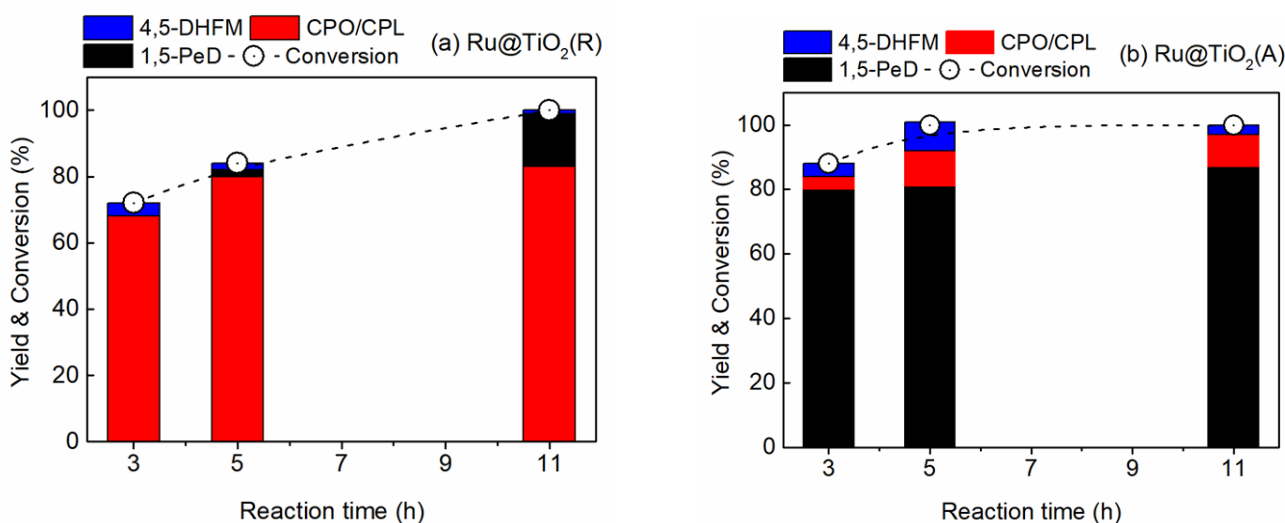 4,5-DHFM CPO/CPL
1,5-PeD - Conversion
(a) Ru@TiO₂(R)
Yield & Conversion (%)
100
80
60
40
20
0
3 5 7 9 11
Reaction time (h)
4,5-DHFM CPO/CPL
1,5-PeD - Conversion
(b) Ru@TiO₂(A)
Yield & Conversion (%)
100
80
60
40
20
0
3 5 7 9 11
Reaction time (h)